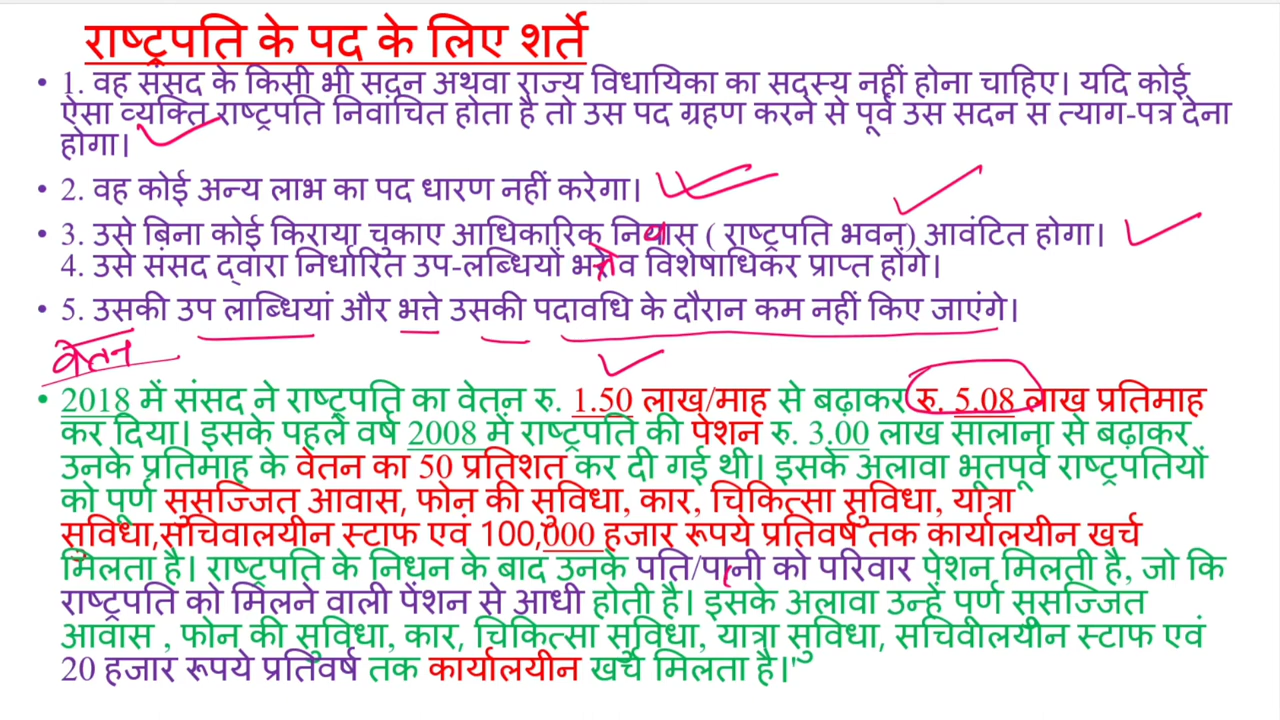 राष्ट्रपति के पद के लिए शर्ते
• 1. वह संसद के किसी भी सदन अथवा राज्य विधायिका का सदस्य नहीं होना चाहिए। यदि कोई
ऐसा व्यक्ति राष्ट्रपति निवांचित होता है तो उस पद ग्रहण करने से पूर्व उस सदन स त्याग-पत्र देना
होगा।
• 2. वह कोई अन्य लाभ का पद धारण नहीं करेगा।
• 3. उसे बिना कोई किराया चुकाए आधिकारिक निवास ( राष्ट्रपति भवन) आवंटित होगा।
4. उसे संसद द्वारा निर्धारित उप-लब्धियों भत्ते व विशेषाधिकर प्राप्त होंगे।
• 5. उसकी उप लाब्धियां और भत्ते उसकी पदावधि के दौरान कम नहीं किए जाएंगे।
वेतन
• 2018 में संसद ने राष्ट्रपति का वेतन रु. 1.50 लाख/माह से बढ़ाकर रु. 5.08 लाख प्रतिमाह
कर दिया। इसके पहले वर्ष 2008 में राष्ट्रपति की पेशन रु. 3.00 लाख सालाना से बढ़ाकर
उनके प्रतिमाह के वेतन का 50 प्रतिशत कर दी गई थी। इसके अलावा भूतपूर्व राष्ट्रपतियों
को पूर्ण सुसज्जित आवास, फोन की सुविधा, कार, चिकित्सा सुविधा, यात्रा
सुविधा,सचिवालयीन स्टाफ एवं 100,000 हजार रूपये प्रतिवर्ष तक कार्यालयीन खर्च
मिलता है। राष्ट्रपति के निधन के बाद उनके पति/पानी को परिवार पेशन मिलती है, जो कि
राष्ट्रपति को मिलने वाली पेंशन से आधी होती है। इसके अलावा उन्हें पूर्ण सुसज्जित
आवास , फोन की सुविधा, कार, चिकित्सा सुविधा, यात्रा सुविधा, सचिवालयीन स्टाफ एवं
20 हजार रूपये प्रतिवर्ष तक कार्यालयीन खर्च मिलता है।'